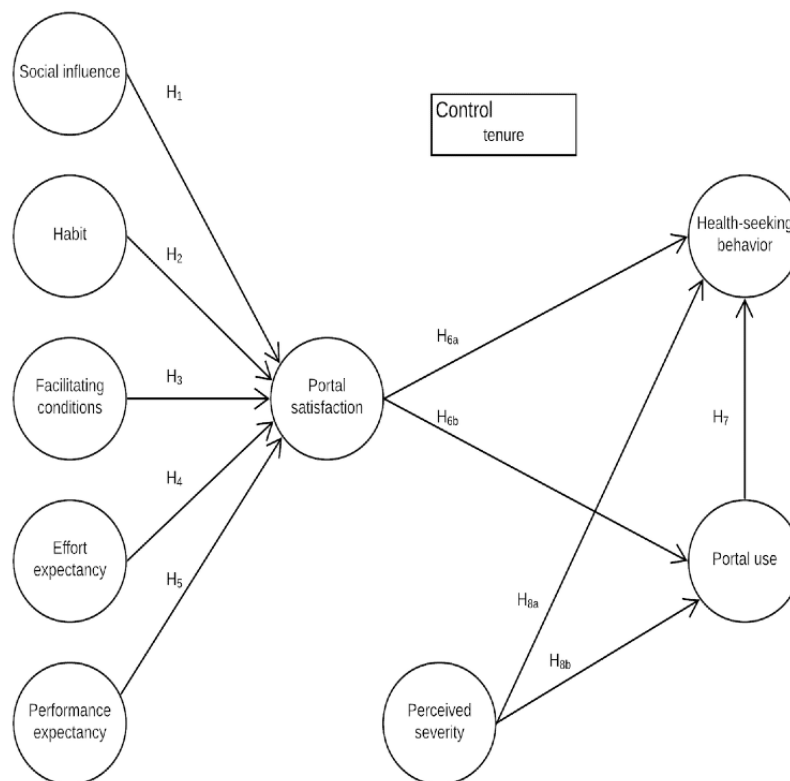 Social influence
H₁
Control
tenure
Habit
H₂
Health-seeking
behavior
Facilitating
conditions
H₃
Portal
satisfaction
H₆ₐ
H₆b
H₇
H₄
Effort
expectancy
H₅
Portal use
H₈ₐ
H₈b
Performance
expectancy
Perceived
severity